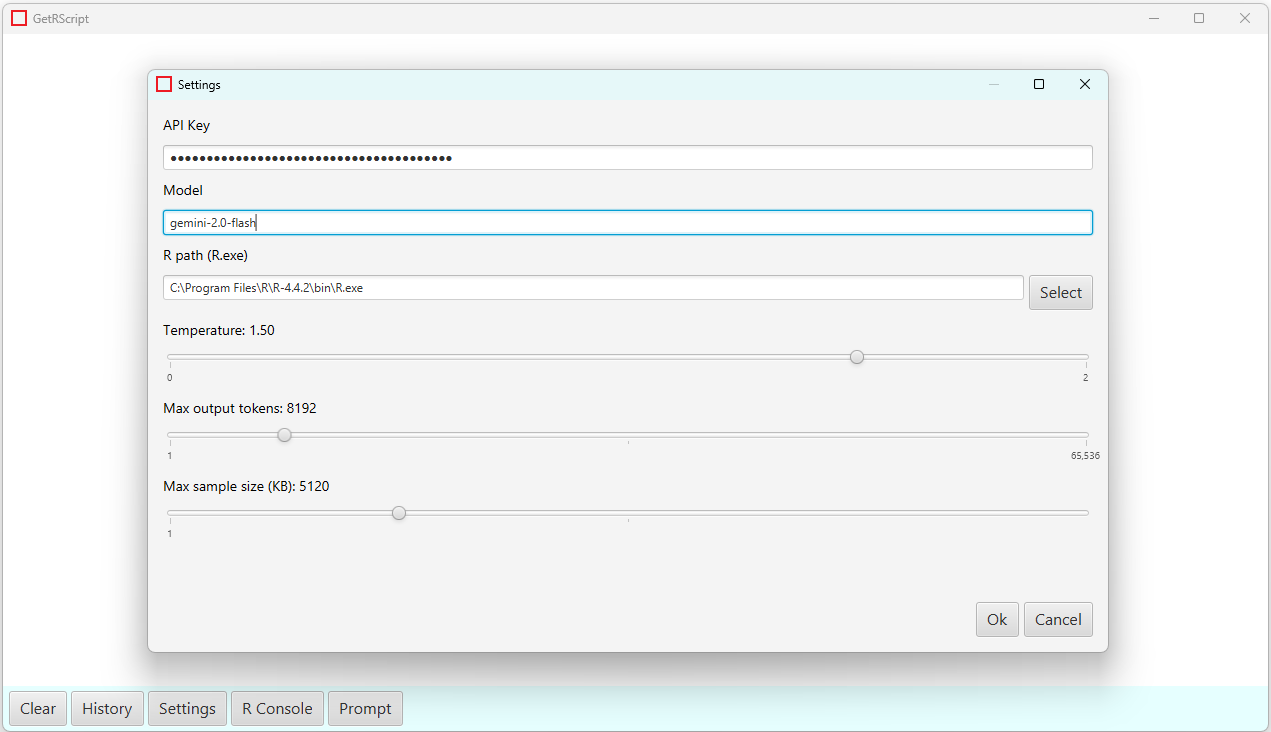 GetRScript
Settings
API Key
●●●●●●●●●●●●●●●●●●●●●●●●●●●●●●●●●●●●●●●
Model
gemini-2.0-flash
R path (R.exe)
C:\Program Files\R\R-4.4.2\bin\R.exe
Select
Temperature: 1.50
0 2
Max output tokens: 8192
1 65,536
Max sample size (KB): 5120
1
Ok Cancel
Clear History Settings R Console Prompt